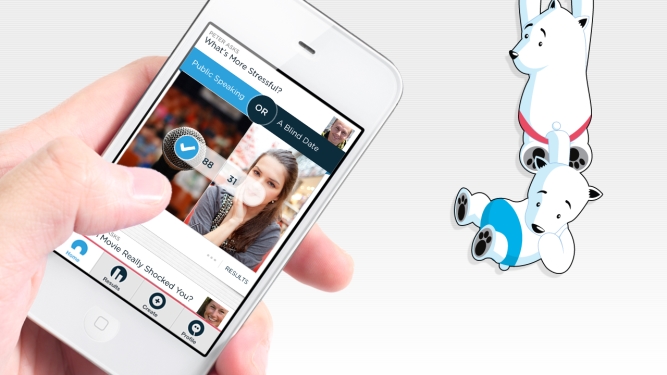 PETER ASKS
What's More Stressful?
Public Speaking
OR
A Blind Date
88
31
RESULTS
ASKS
Movie Really Shocked You?
Home
Results
Create
Profile